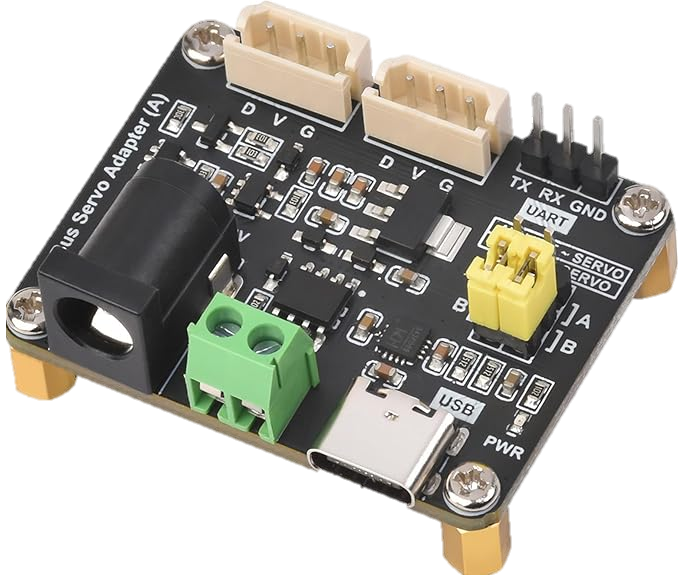 us Servo Adapter (A)
D V G
D V G
TX RX GND
UART
~ SERVO
SERVO
V
B
A
B
USB
PWR